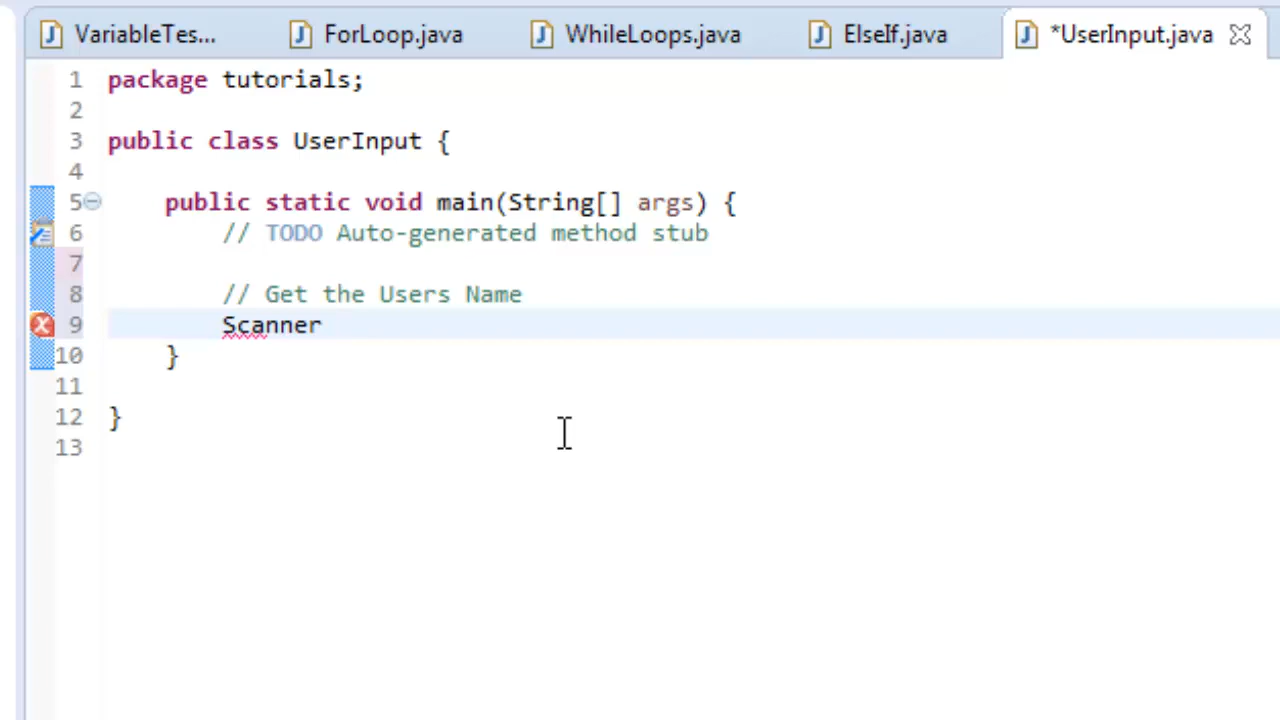 VariableTes... ForLoop.java WhileLoops.java ElseIf.java *UserInput.java
1 package tutorials;
2
3 public class UserInput {
4
5 public static void main(String[] args) {
6 // TODO Auto-generated method stub
7
8 // Get the Users Name
9 Scanner
10 }
11
12 }
13